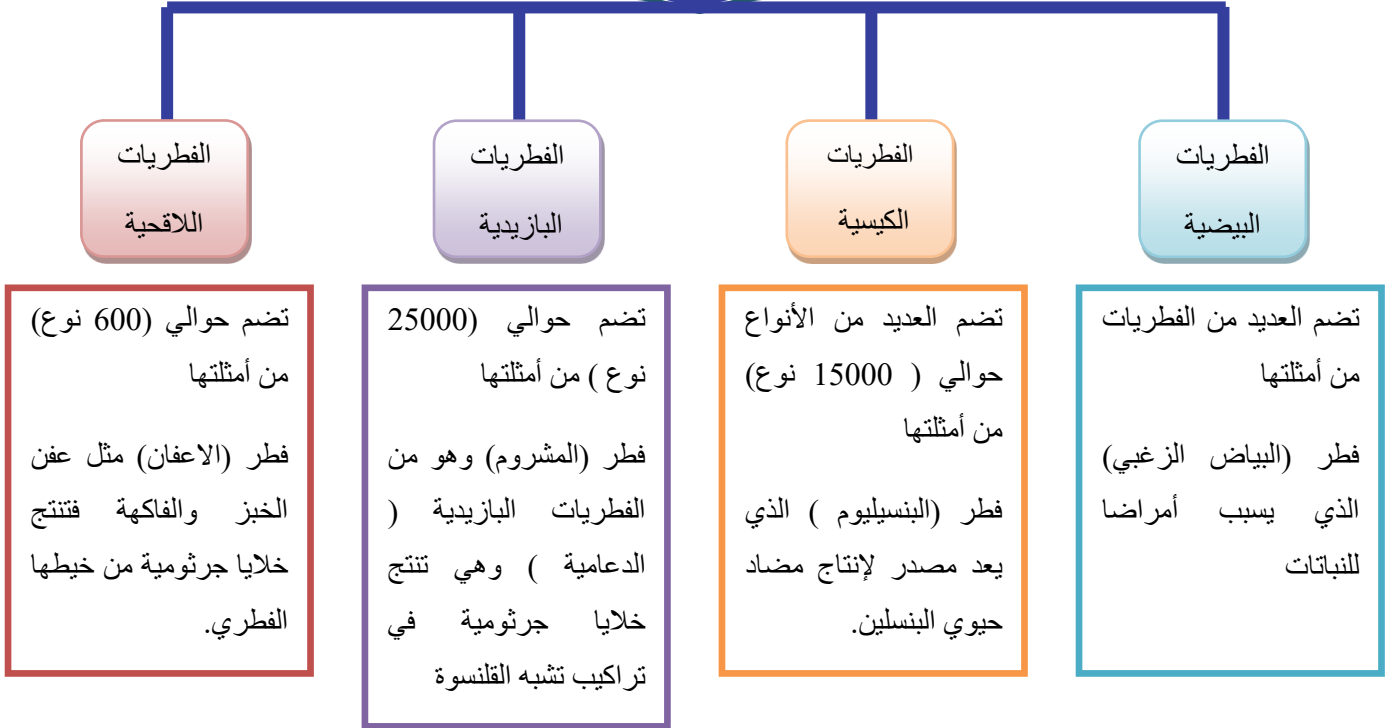 الفطريات
البيضية
تضم العديد من الفطريات
من أمثلتها
فطر (البياض الزغبي)
الذي يسبب أمراضا
للنباتات
الفطريات
الكيسية
تضم العديد من الأنواع
حوالي ( 15000 نوع)
من أمثلتها
فطر (البنسيليوم ) الذي
يعد مصدر لإنتاج مضاد
حيوي البنسلين.
الفطريات
البازيدية
تضم حوالي (25000
نوع ) من أمثلتها
فطر (المشروم) وهو من
الفطريات البازيدية (
الدعامية ) وهي تنتج
خلايا جرثومية في
تراكيب تشبه القلنسوة
الفطريات
اللاقحية
تضم حوالي (600 نوع)
من أمثلتها
فطر (الاعفان) مثل عفن
الخبز والفاكهة فتنتج
خلايا جرثومية من خيطها
الفطري.